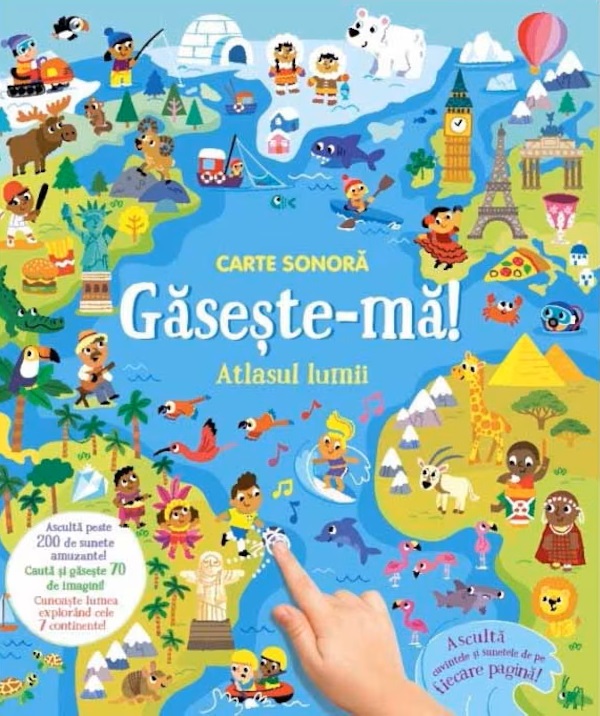 CARTE SONORĂ
Găsește-mă!
Atlasul lumii
Ascultă peste
200 de sunete
amuzante!
Caută și găsește 70
de imagini!
Cunoaște lumea
explorând cele
7 continente!
Ascultă
cuvintele și sunetele de pe
fiecare pagină!